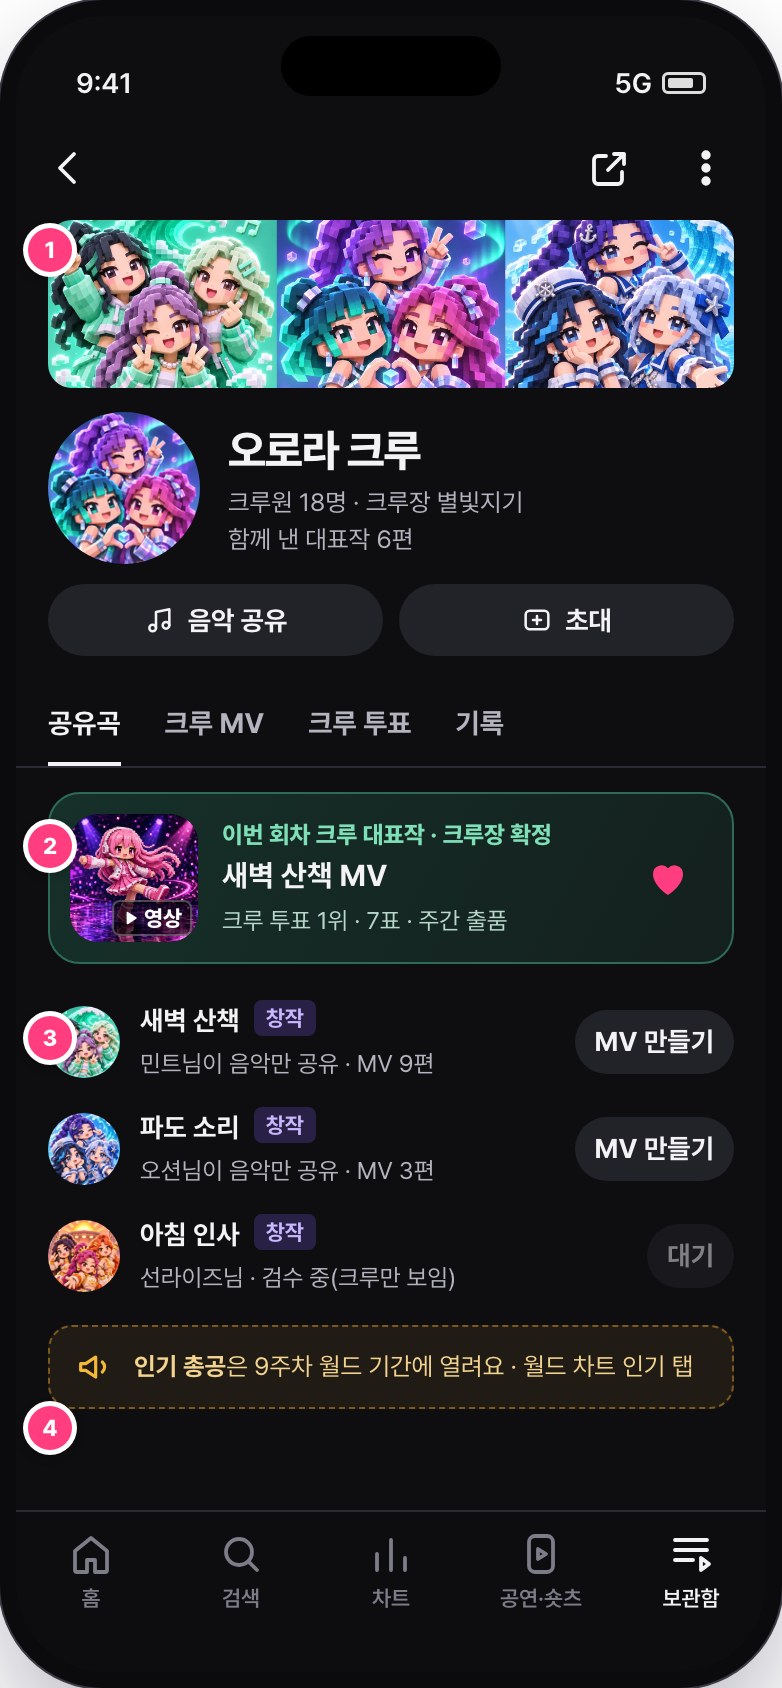 9:41
5G
1
오로라 크루
크루원 18명 · 크루장 별빛지기
함께 낸 대표작 6편
음악 공유
초대
공유곡
크루 MV
크루 투표
기록
2
이번 회차 크루 대표작 · 크루장 확정
새벽 산책 MV
크루 투표 1위 · 7표 · 주간 출품
영상
3
새벽 산책 창작
민트님이 음악만 공유 · MV 9편
MV 만들기
파도 소리 창작
오션님이 음악만 공유 · MV 3편
MV 만들기
아침 인사 창작
선라이즈님 · 검수 중(크루만 보임)
대기
인기 총공은 9주차 월드 기간에 열려요 · 월드 차트 인기 탭
4
홈
검색
차트
공연·숏츠
보관함